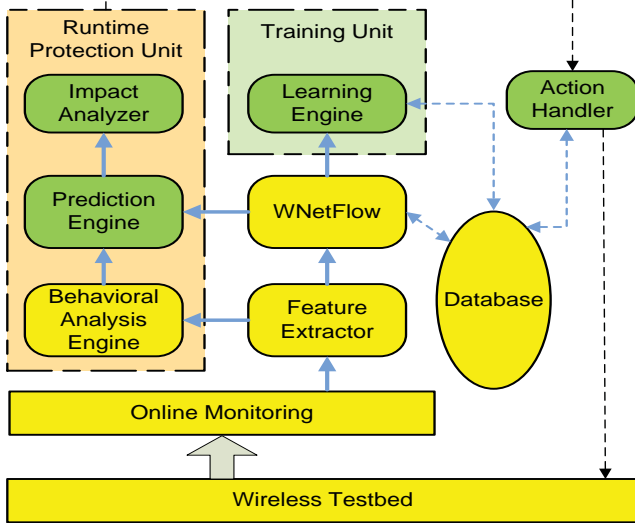 Runtime
Protection Unit
Training Unit
Impact
Analyzer
Learning
Engine
Action
Handler
Prediction
Engine
WNetFlow
Behavioral
Analysis
Engine
Feature
Extractor
Database
Online Monitoring
Wireless Testbed